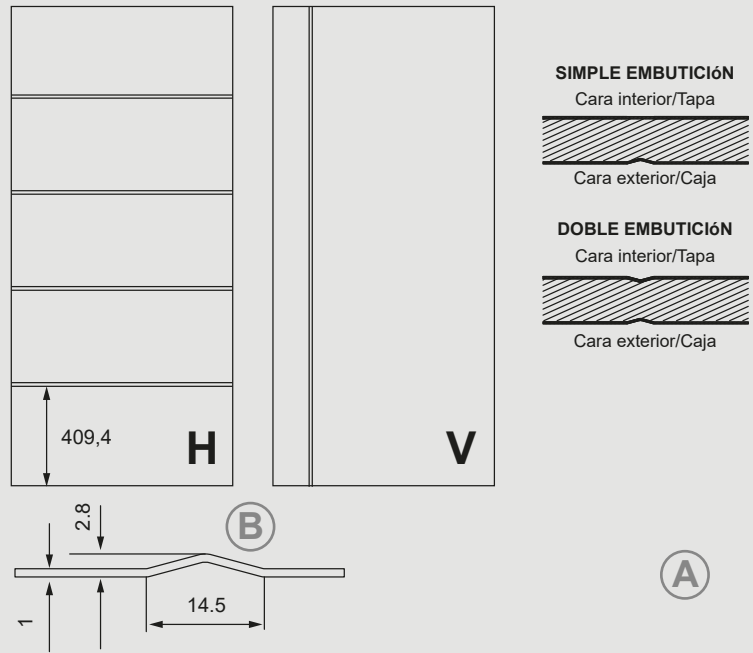 SIMPLE EMBUTICIóN
Cara interior/Tapa
Cara exterior/Caja
DOBLE EMBUTICIóN
Cara interior/Tapa
Cara exterior/Caja
409,4
H
V
2.8
B
A
14.5
1